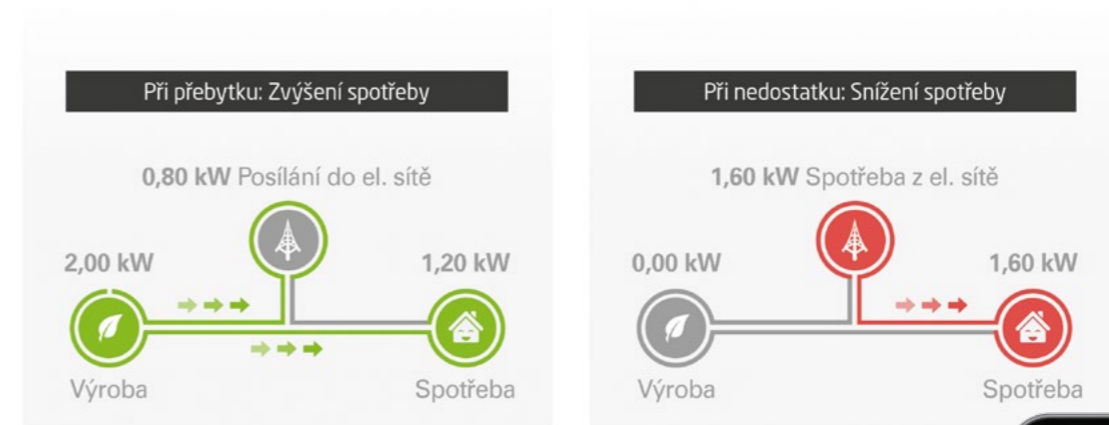 Při přebytku: Zvýšení spotřeby
0,80 kW Posílání do el. sítě
2,00 kW
1,20 kW
Výroba
Spotřeba
Při nedostatku: Snížení spotřeby
1,60 kW Spotřeba z el. sítě
0,00 kW
1,60 kW
Výroba
Spotřeba